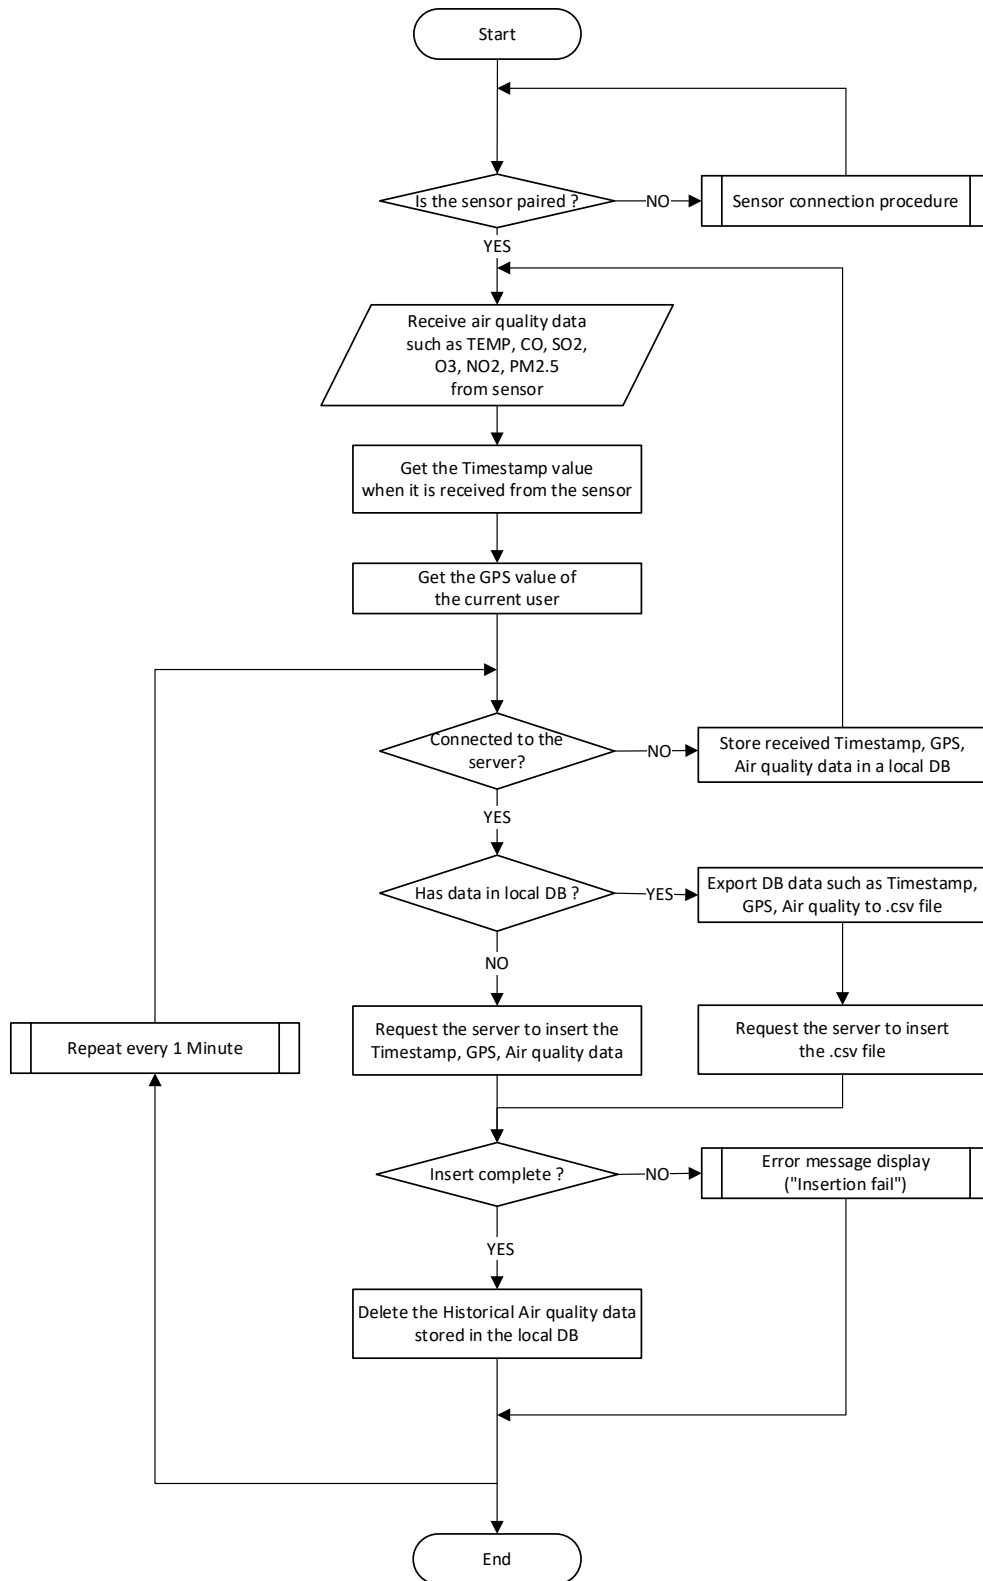 Start
Is the sensor paired ?
NO
Sensor connection procedure
YES
Receive air quality data
such as TEMP, CO, SO2,
O3, NO2, PM2.5
from sensor
Get the Timestamp value
when it is received from the sensor
Get the GPS value of
the current user
Connected to the
server?
NO
Store received Timestamp, GPS,
Air quality data in a local DB
YES
Has data in local DB ?
YES
Export DB data such as Timestamp,
GPS, Air quality to .csv file
NO
Repeat every 1 Minute
Request the server to insert the
Timestamp, GPS, Air quality data
Request the server to insert
the .csv file
Insert complete ?
NO
Error message display
("Insertion fail")
YES
Delete the Historical Air quality data
stored in the local DB
End